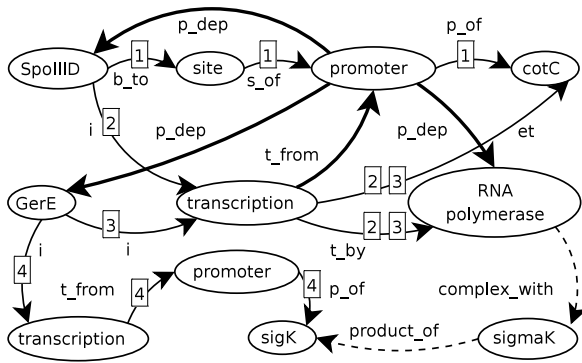 p_dep
p_of
1
1
1
SpoIIID
site
promoter
cotC
b_to
s_of
2
i
p_dep
p_dep
et
t_from
2
3
GerE
transcription
RNA
polymerase
3
2
3
i
i
t_by
4
promoter
4
t_from
4
p_of
complex_with
product_of
transcription
sigK
sigmaK